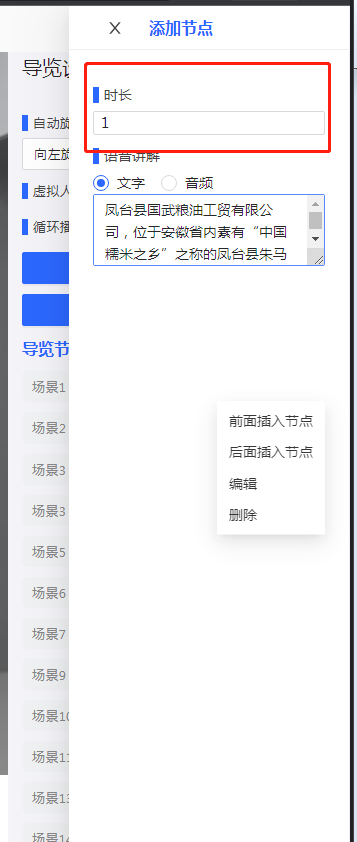 添加节点
导览设
时长
自动旋
1
向左旋
语音讲解
文字 音频
虚拟人
凤台县国武粮油工贸有限公
司，位于安徽省内素有“中国
糯米之乡”之称的凤台县朱马
循环播
导览节
场景1
场景2
场景3
场景3
场景5
场景6
场景7
场景9
场景10
场景11
场景13
场景14
前面插入节点
后面插入节点
编辑
删除